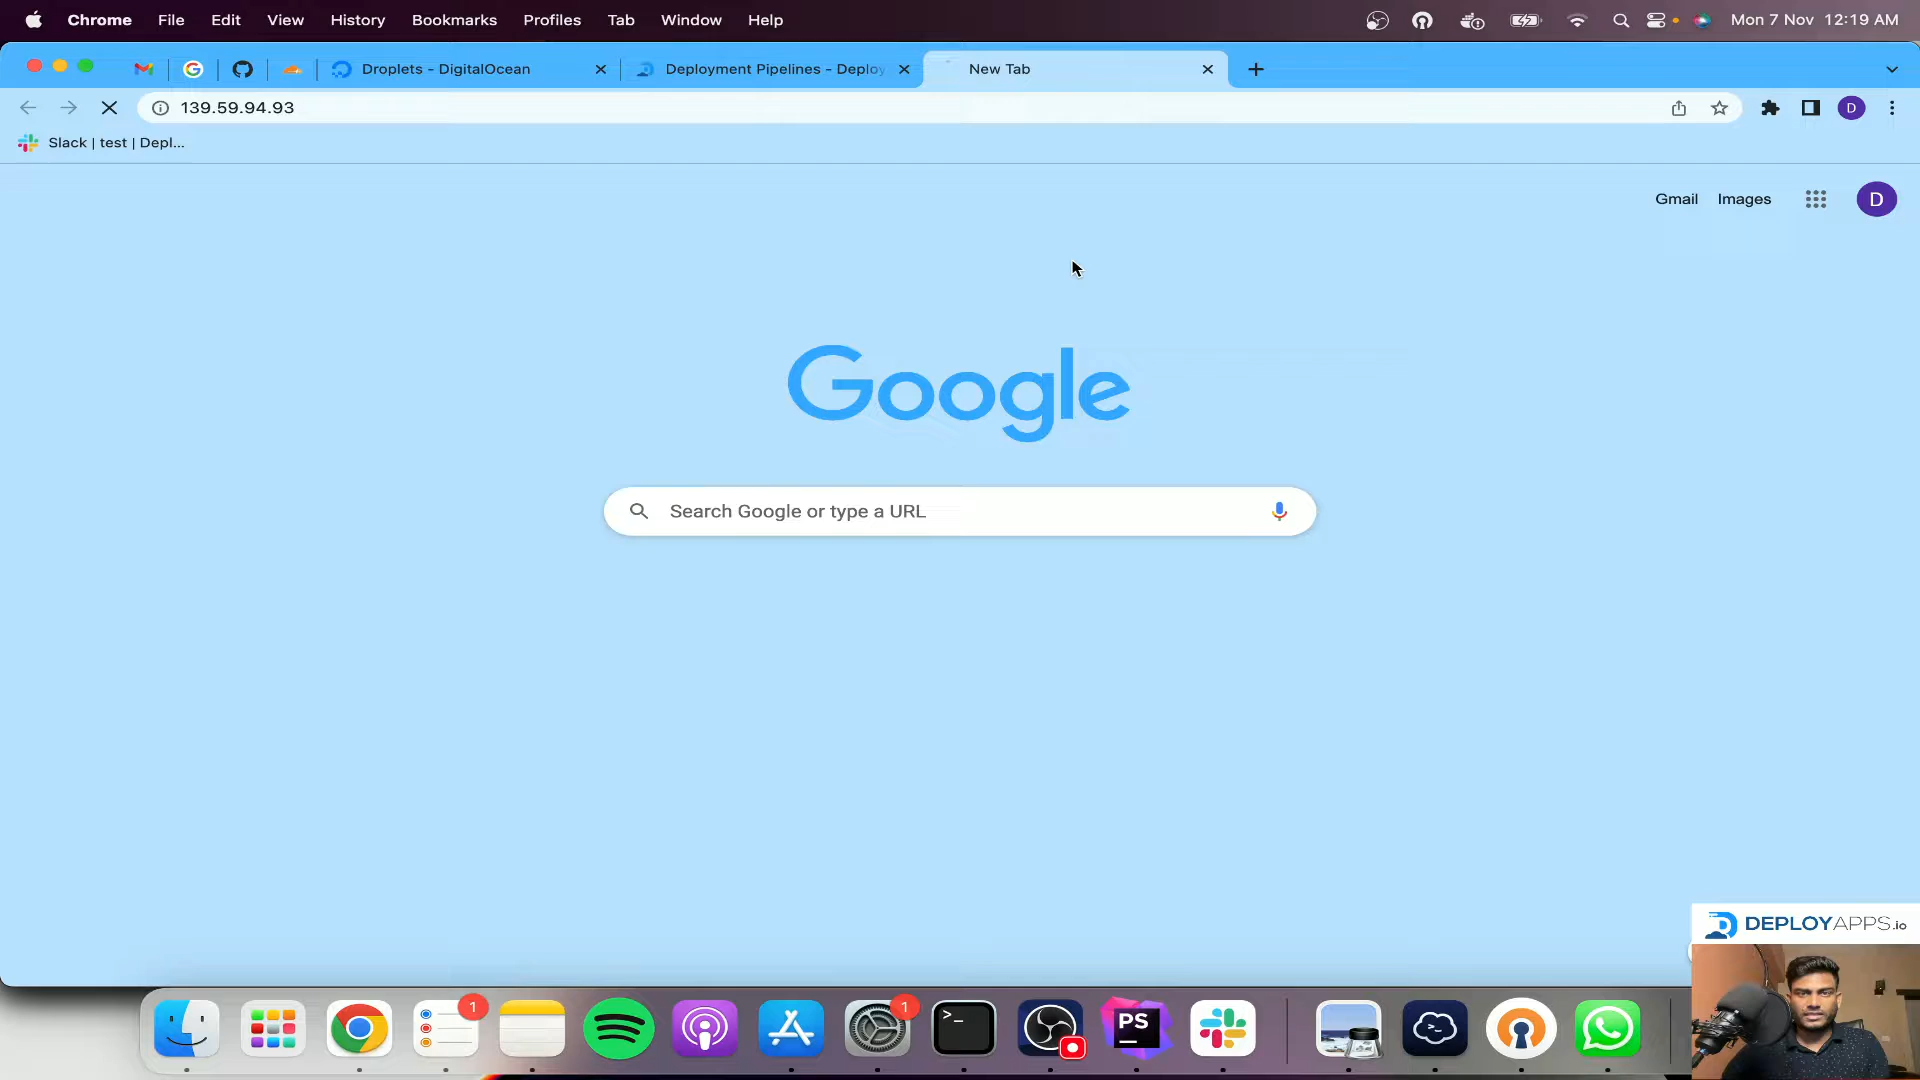 Chrome File Edit View History Bookmarks Profiles Tab Window Help Mon 7 Nov 12:19 AM
Droplets - DigitalOcean Deployment Pipelines - Deploy New Tab
139.59.94.93 D
Slack | test | Depl...
Gmail Images D
Google
Search Google or type a URL
DEPLOYAPPS.io
1 1 >_ PS